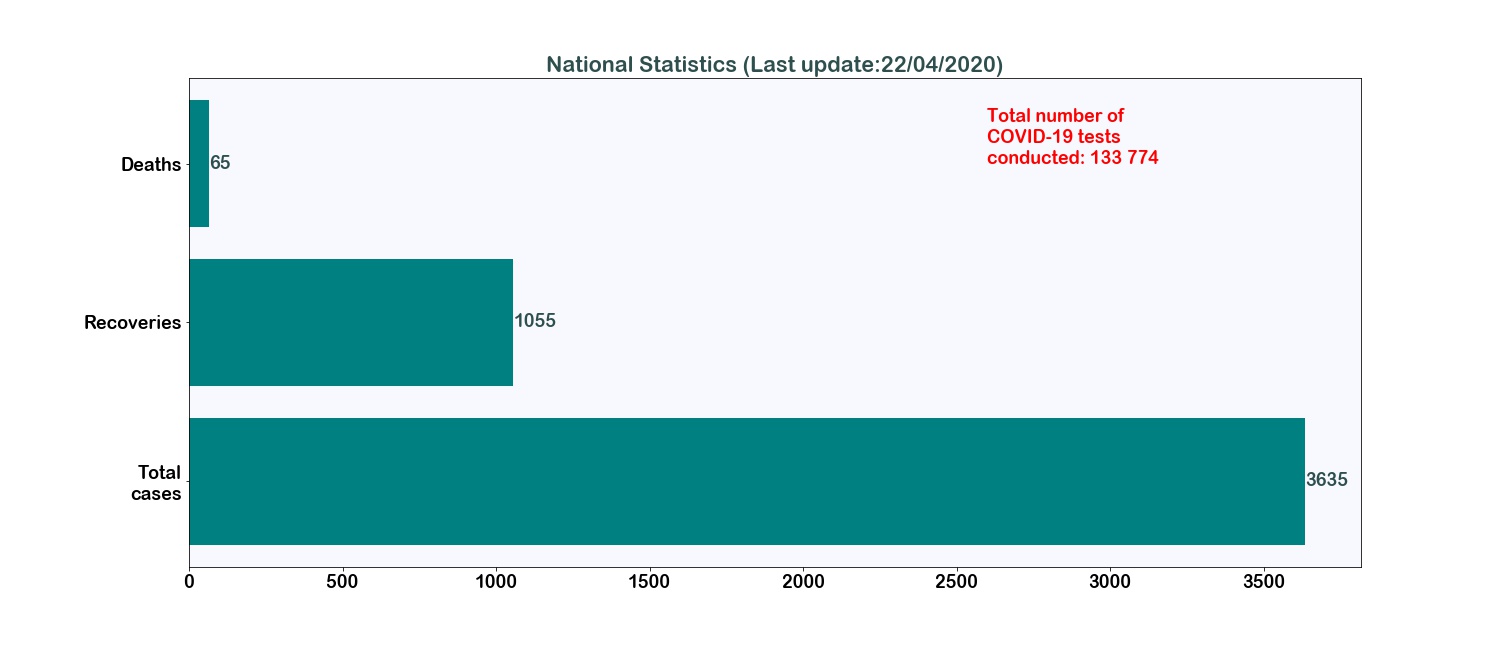 National Statistics (Last update:22/04/2020)
Total number of
COVID-19 tests
conducted: 133 774
Deaths
65
Recoveries
1055
Total
cases
3635
0
500
1000
1500
2000
2500
3000
3500